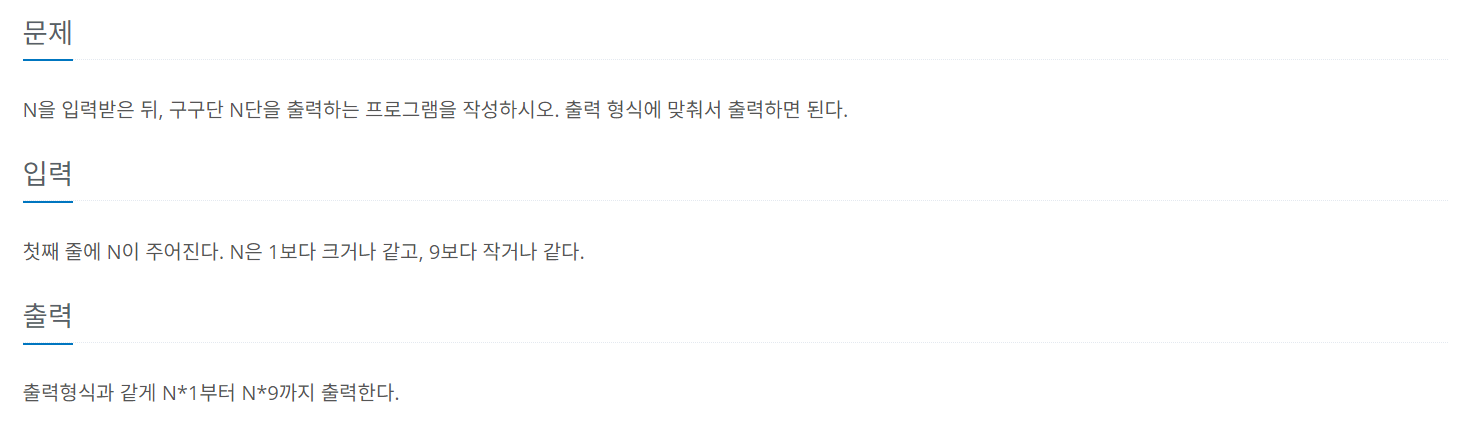 문제
N을 입력받은 뒤, 구구단 N단을 출력하는 프로그램을 작성하시오. 출력 형식에 맞춰서 출력하면 된다.
입력
첫째 줄에 N이 주어진다. N은 1보다 크거나 같고, 9보다 작거나 같다.
출력
출력형식과 같게 N*1부터 N*9까지 출력한다.